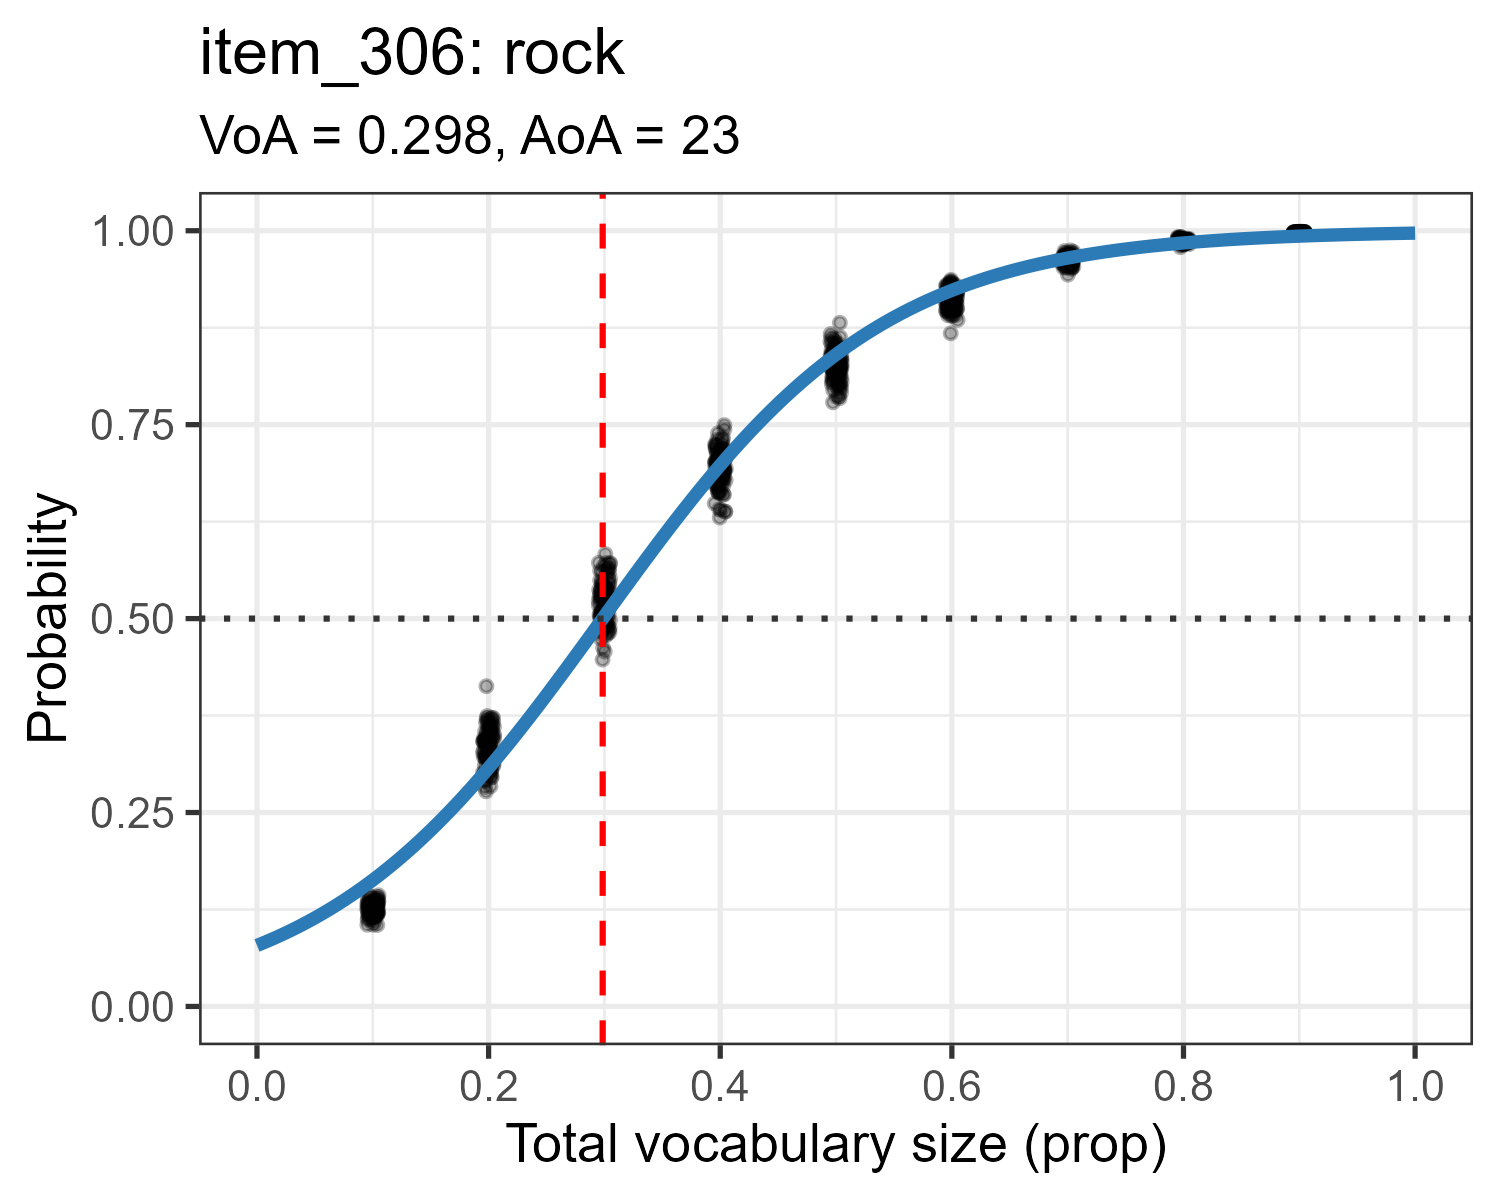 item_306: rock
VoA = 0.298, AoA = 23
Probability
1.00
0.75
0.50
0.25
0.00
0.0 0.2 0.4 0.6 0.8 1.0
Total vocabulary size (prop)